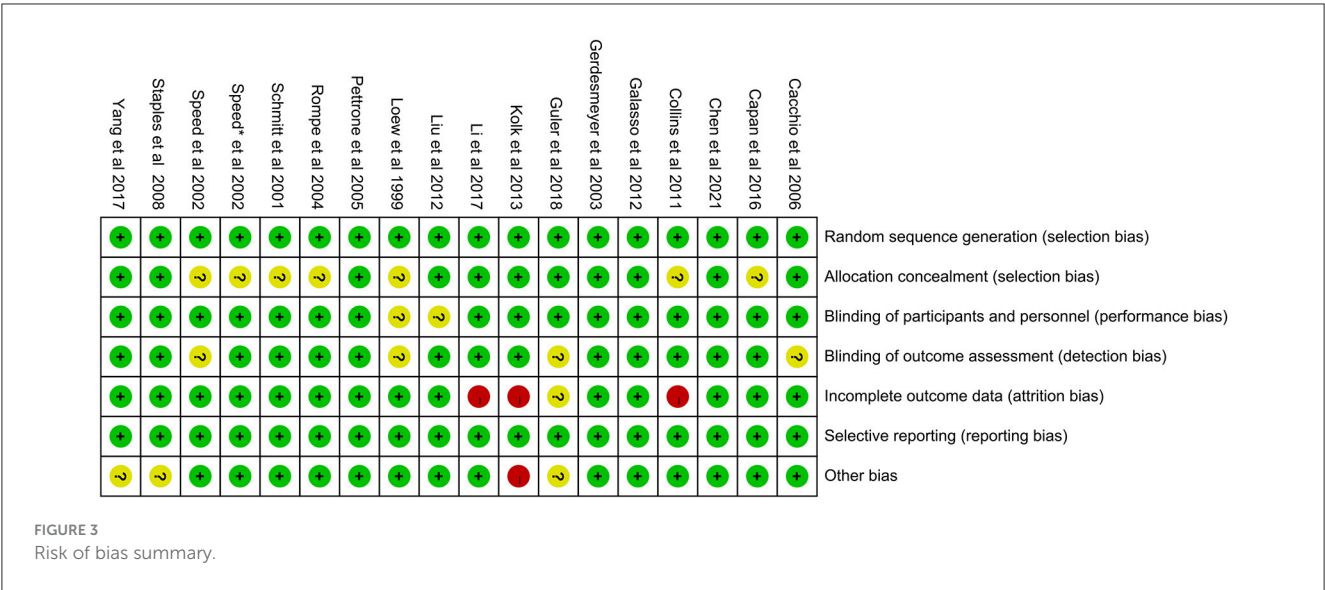 Yang et al 2017
Staples et al 2008
Speed et al 2002
Speed* et al 2002
Schmitt et al 2001
Rompe et al 2004
Pettrone et al 2005
Loew et al 1999
Liu et al 2012
Li et al 2017
Kolk et al 2013
Guler et al 2018
Gerdesmeyer et al 2003
Galasso et al 2012
Collins et al 2011
Chen et al 2021
Capan et al 2016
Cacchio et al 2006
+ + + + + + + + + + + + + + + + + + Random sequence generation (selection bias)
+ + ? ? ? ? + ? + + + + + + ? + ? + Allocation concealment (selection bias)
+ + + + + + + ? ? + + + + + + + + + Blinding of participants and personnel (performance bias)
+ + ? + + + + ? + + + ? + + + + + ? Blinding of outcome assessment (detection bias)
+ + + + + + + + + - - ? + + - + + + Incomplete outcome data (attrition bias)
+ + + + + + + + + + + + + + + + + + Selective reporting (reporting bias)
? ? + + + + + + + + - ? + + + + + + Other bias
FIGURE 3
Risk of bias summary.